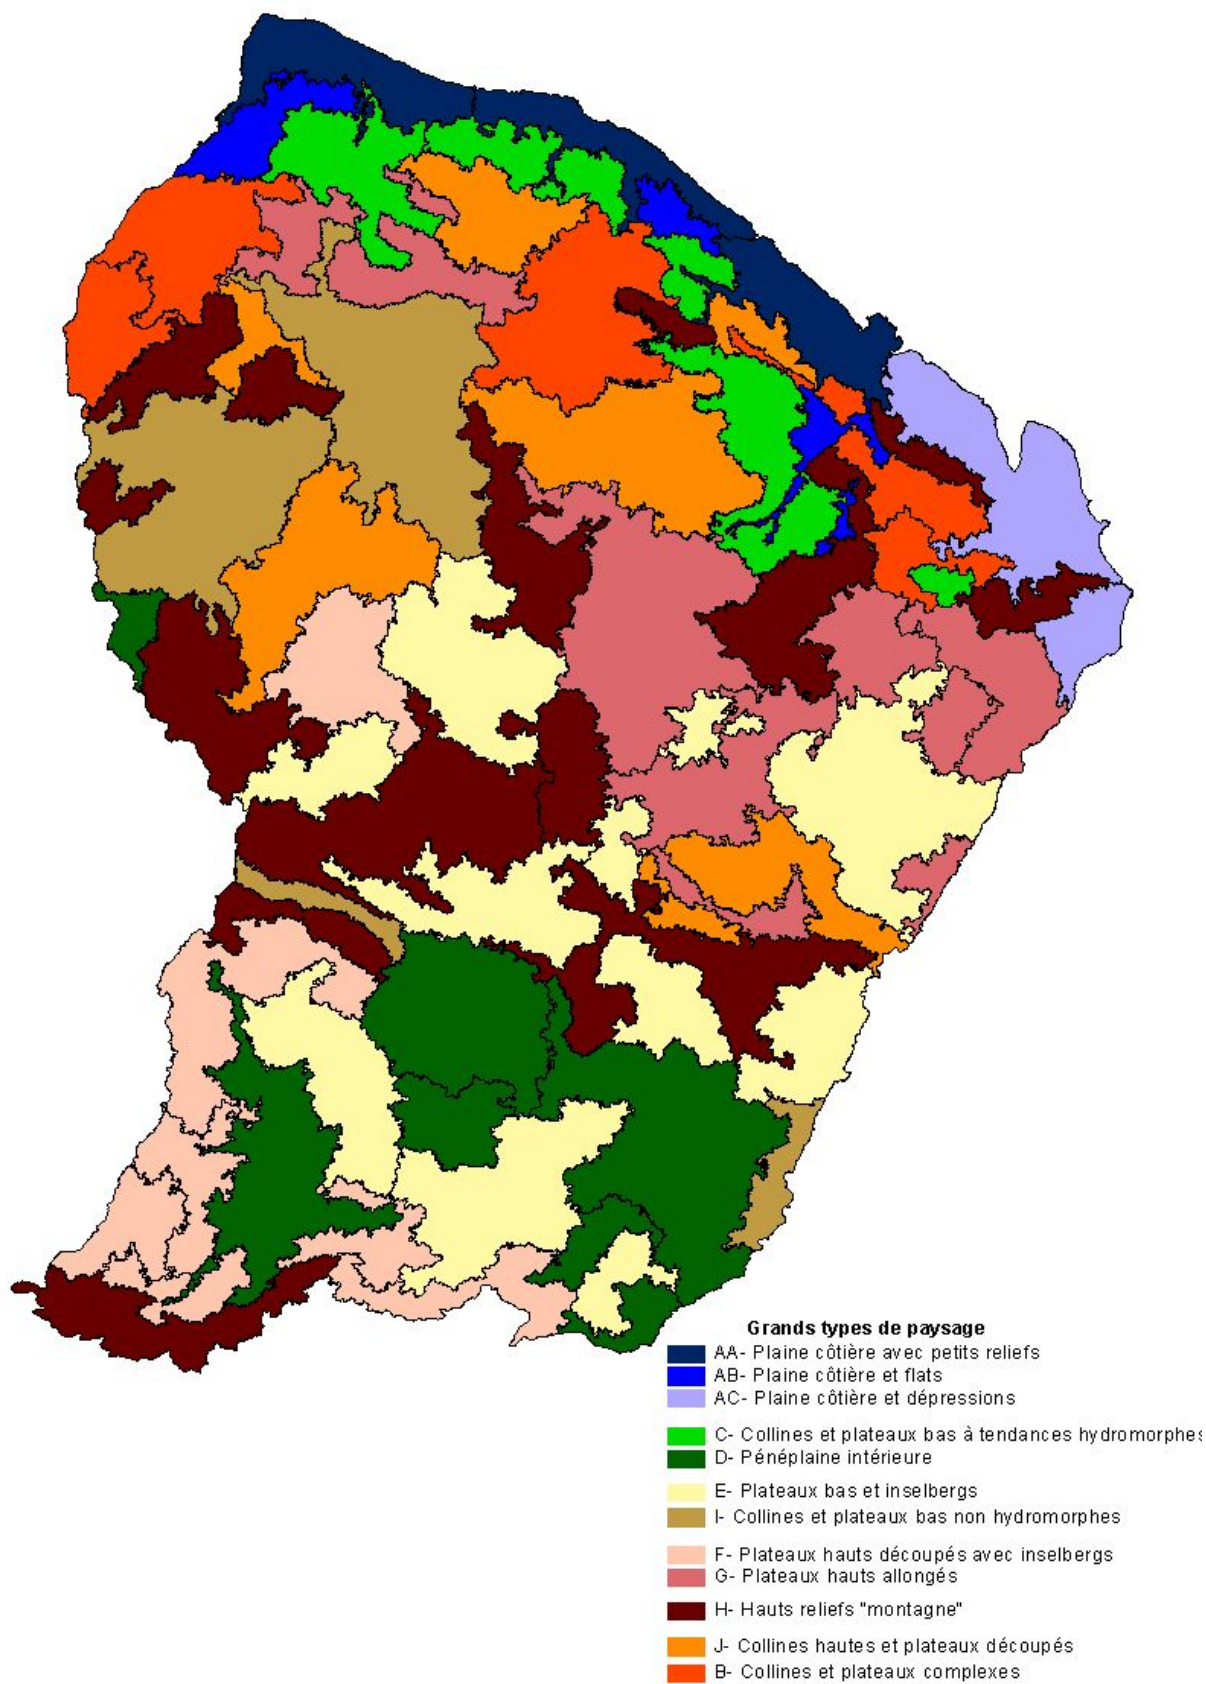 Grands types de paysage
AA- Plaine côtière avec petits reliefs
AB- Plaine côtière et flats
AC- Plaine côtière et dépressions
C- Collines et plateaux bas à tendances hydromorphes
D- Pénéplaine intérieure
E- Plateaux bas et inselbergs
I- Collines et plateaux bas non hydromorphes
F- Plateaux hauts découpés avec inselbergs
G- Plateaux hauts allongés
H- Hauts reliefs "montagne"
J- Collines hautes et plateaux découpés
B- Collines et plateaux complexes